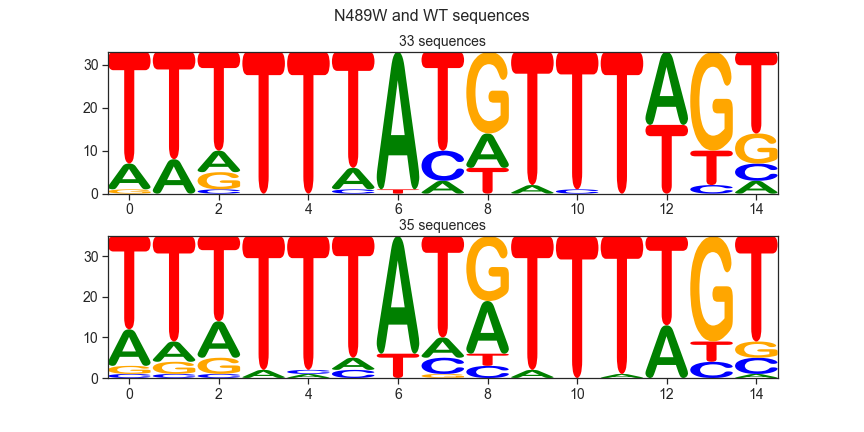 N489W and WT sequences
33 sequences
30
20
10
0
0 2 4 6 8 10 12 14
35 sequences
30
20
10
0
0 2 4 6 8 10 12 14
T T T T T T A T G T T T A G T
A A A A C A A C T T G
G G C T A T C C
C A
T T T T T T A T G T T T T G T
A A A A T A A A A T G
G G G C C T C C
C C C G C A